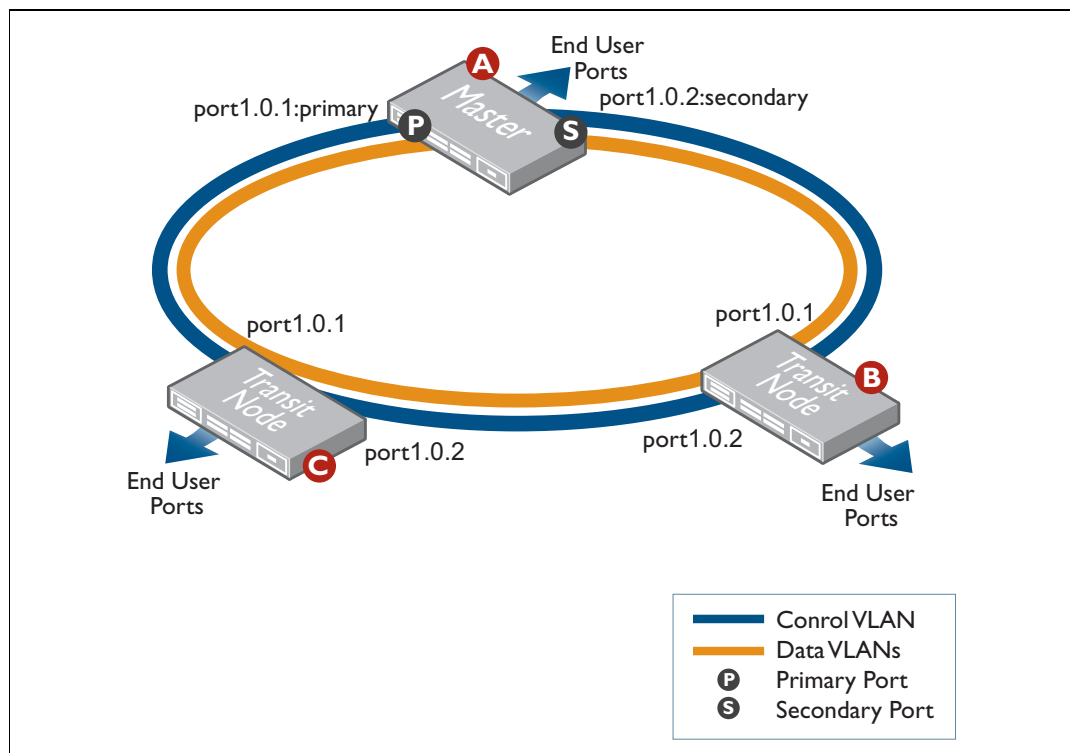 A
End User
Ports
port1.0.1:primary
port1.0.2:secondary
Master
P
S
port1.0.1
port1.0.1
Transit
Node
B
Transit
Node
C
port1.0.2
port1.0.2
End User
Ports
End User
Ports
Conrol VLAN
Data VLANs
P Primary Port
S Secondary Port